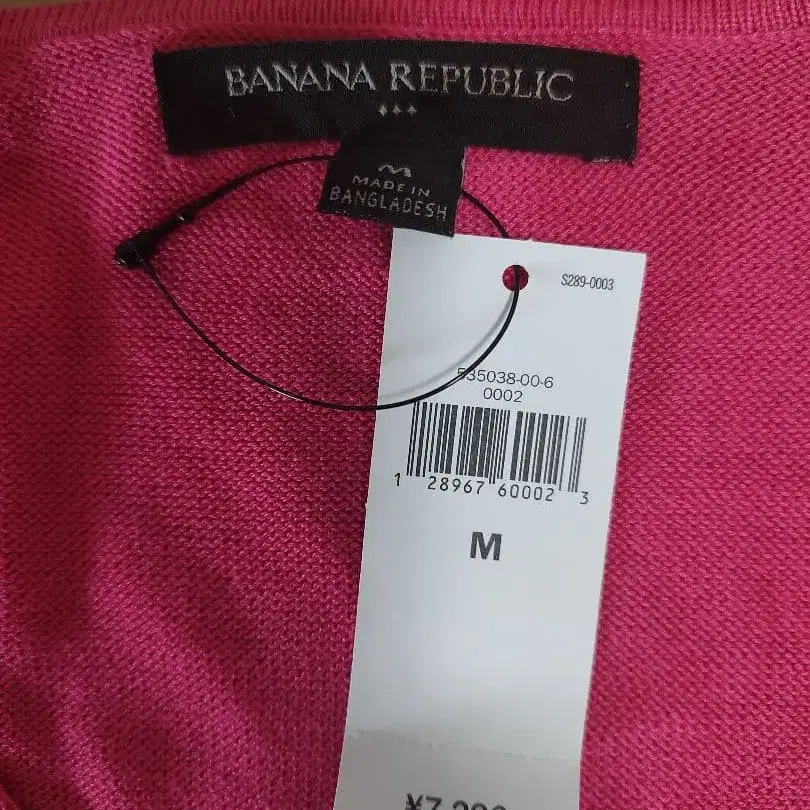 BANANA REPUBLIC
M
MADE IN
BANGLADESH
S289-0003
535038-00-6
0002
1 28967 60002 3
M